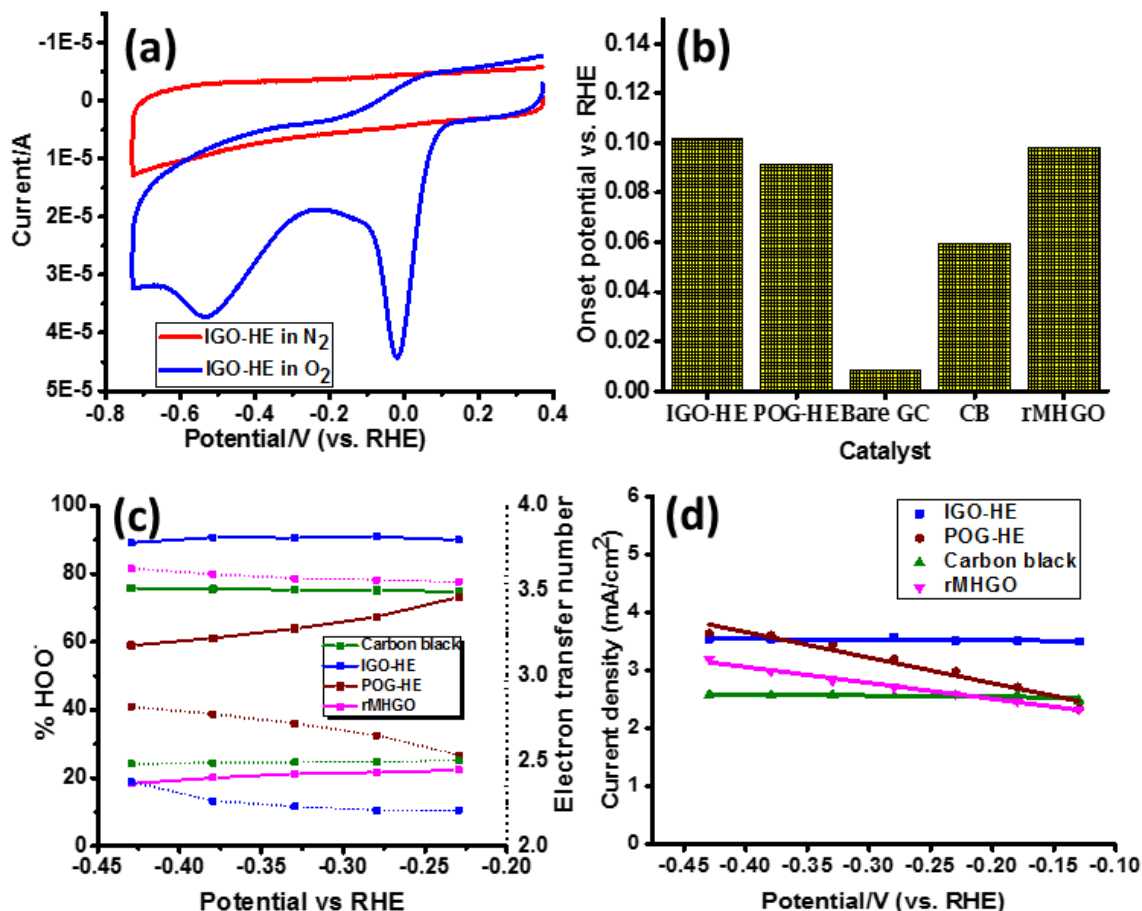 (a)
-1E-5
0
1E-5
2E-5
3E-5
4E-5
5E-5
Current/A
IGO-HE in N2
IGO-HE in O2
-0.8
-0.6
-0.4
-0.2
0.0
0.2
0.4
Potential/V (vs. RHE)
(b)
0.14
0.12
0.10
0.08
0.06
0.04
0.02
0.00
Onset potential vs. RHE
IGO-HE
POG-HE
Bare GC
CB
rMHGO
Catalyst
(c)
100
80
60
40
20
0
% HOO-
4.0
3.5
3.0
2.5
2.0
Electron transfer number
Carbon black
IGO-HE
POG-HE
rMHGO
-0.45
-0.40
-0.35
-0.30
-0.25
-0.20
Potential vs RHE
(d)
6
5
4
3
2
1
0
Current density (mA/cm2)
IGO-HE
POG-HE
Carbon black
rMHGO
-0.45
-0.40
-0.35
-0.30
-0.25
-0.20
-0.15
-0.10
Potential/V (vs. RHE)